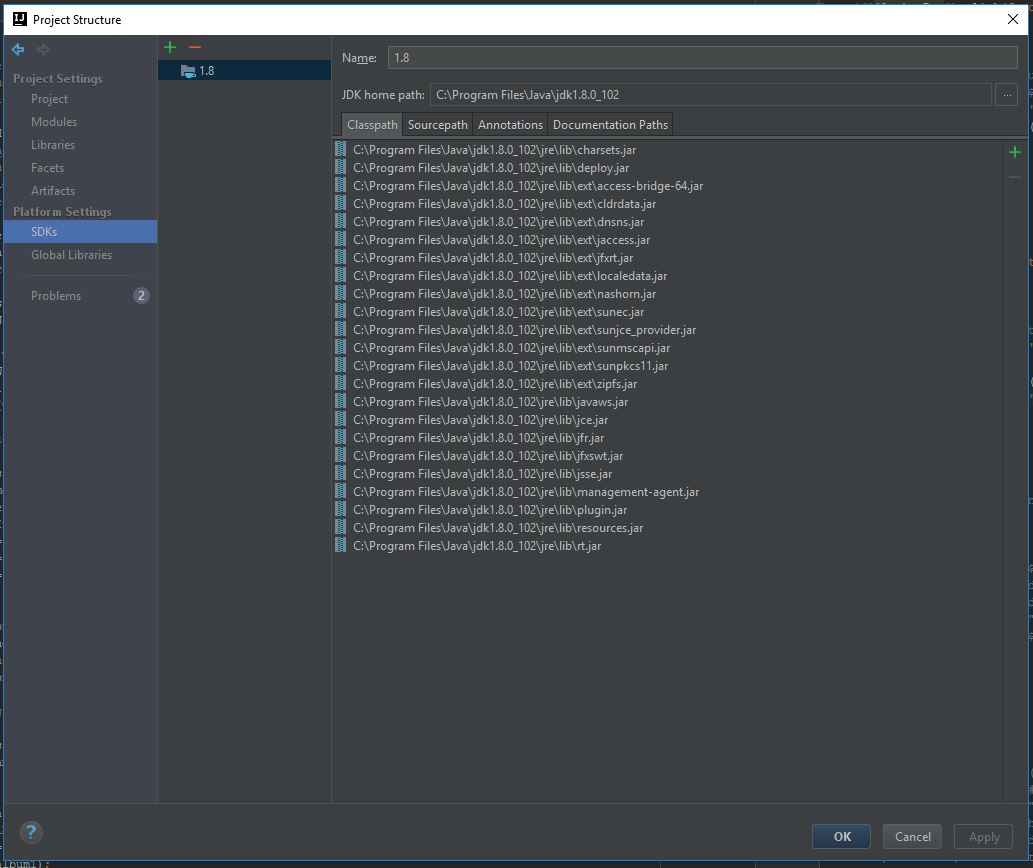 Project Structure
Project Settings
Project
Modules
Libraries
Facets
Artifacts
Platform Settings
SDKs
Global Libraries
Problems 2
1.8
Name: 1.8
JDK home path: C:\Program Files\Java\jdk1.8.0_102 ...
Classpath Sourcepath Annotations Documentation Paths
C:\Program Files\Java\jdk1.8.0_102\jre\lib\charsets.jar
C:\Program Files\Java\jdk1.8.0_102\jre\lib\deploy.jar
C:\Program Files\Java\jdk1.8.0_102\jre\lib\ext\access-bridge-64.jar
C:\Program Files\Java\jdk1.8.0_102\jre\lib\ext\cldrdata.jar
C:\Program Files\Java\jdk1.8.0_102\jre\lib\ext\dnsns.jar
C:\Program Files\Java\jdk1.8.0_102\jre\lib\ext\jaccess.jar
C:\Program Files\Java\jdk1.8.0_102\jre\lib\ext\jfxrt.jar
C:\Program Files\Java\jdk1.8.0_102\jre\lib\ext\localedata.jar
C:\Program Files\Java\jdk1.8.0_102\jre\lib\ext\nashorn.jar
C:\Program Files\Java\jdk1.8.0_102\jre\lib\ext\sunec.jar
C:\Program Files\Java\jdk1.8.0_102\jre\lib\ext\sunjce_provider.jar
C:\Program Files\Java\jdk1.8.0_102\jre\lib\ext\sunmscapi.jar
C:\Program Files\Java\jdk1.8.0_102\jre\lib\ext\sunpkcs11.jar
C:\Program Files\Java\jdk1.8.0_102\jre\lib\ext\zipfs.jar
C:\Program Files\Java\jdk1.8.0_102\jre\lib\javaws.jar
C:\Program Files\Java\jdk1.8.0_102\jre\lib\jce.jar
C:\Program Files\Java\jdk1.8.0_102\jre\lib\jfr.jar
C:\Program Files\Java\jdk1.8.0_102\jre\lib\jfxswt.jar
C:\Program Files\Java\jdk1.8.0_102\jre\lib\jsse.jar
C:\Program Files\Java\jdk1.8.0_102\jre\lib\management-agent.jar
C:\Program Files\Java\jdk1.8.0_102\jre\lib\plugin.jar
C:\Program Files\Java\jdk1.8.0_102\jre\lib\resources.jar
C:\Program Files\Java\jdk1.8.0_102\jre\lib\rt.jar
?
OK Cancel Apply